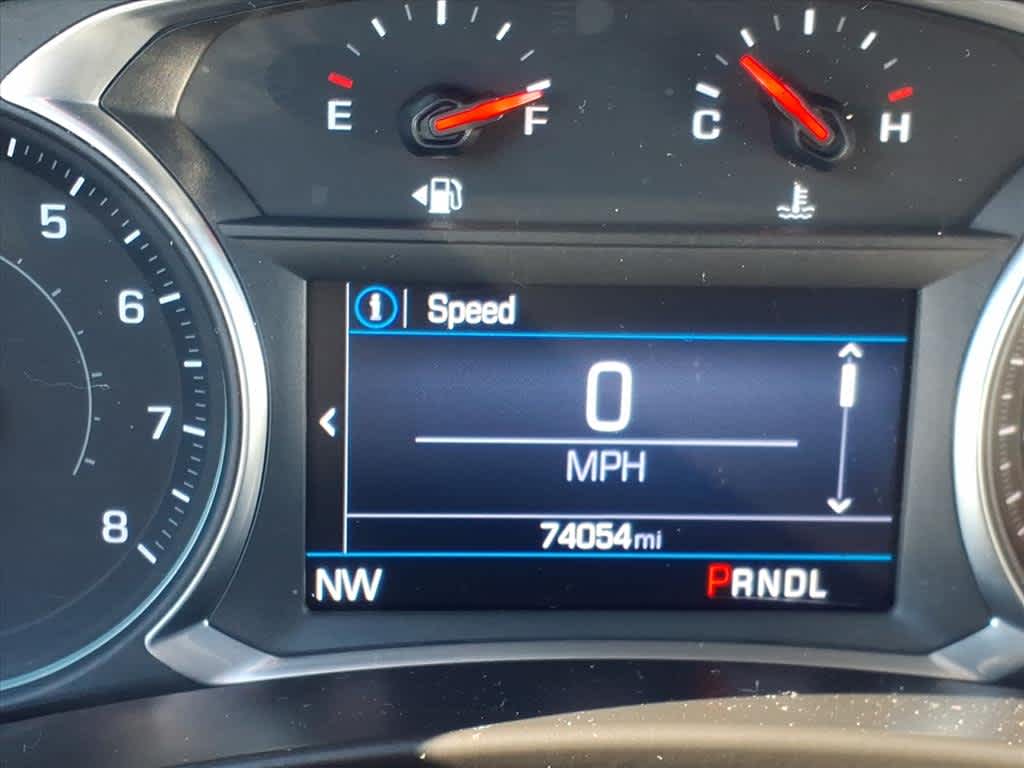 E F
C H
5
6
7
8
i Speed
0
MPH
74054mi
NW PRNDL